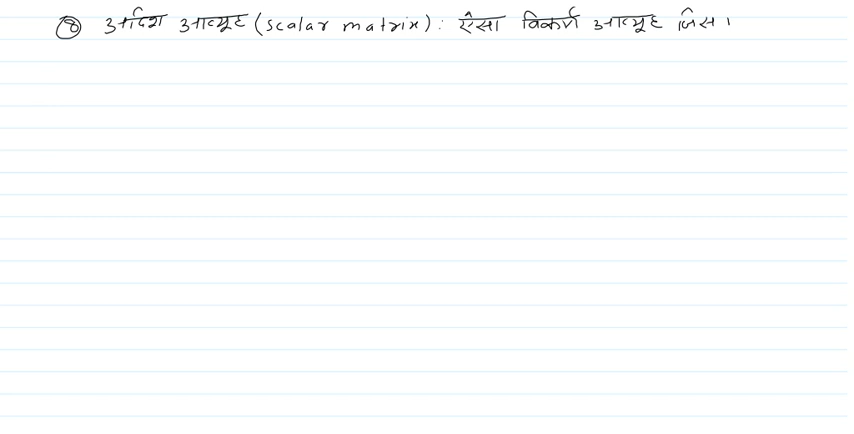 ⑧ अदिश आव्यूह (scalar matrix): ऐसा विकर्ण आव्यूह जिस।